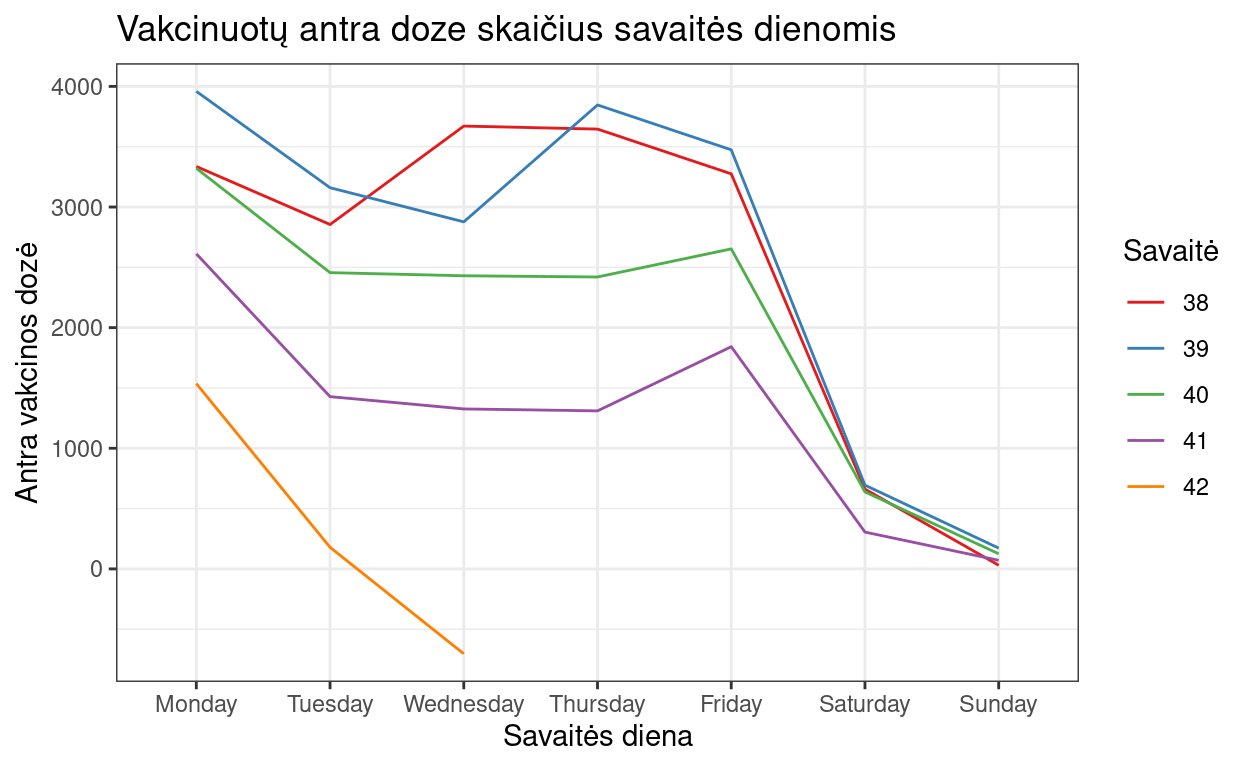 Vakcinuotų antra doze skaičius savaitės dienomis
Antra vakcinos dozė
4000
3000
2000
1000
0
Monday
Tuesday
Wednesday
Thursday
Friday
Saturday
Sunday
Savaitės diena
Savaitė
38
39
40
41
42